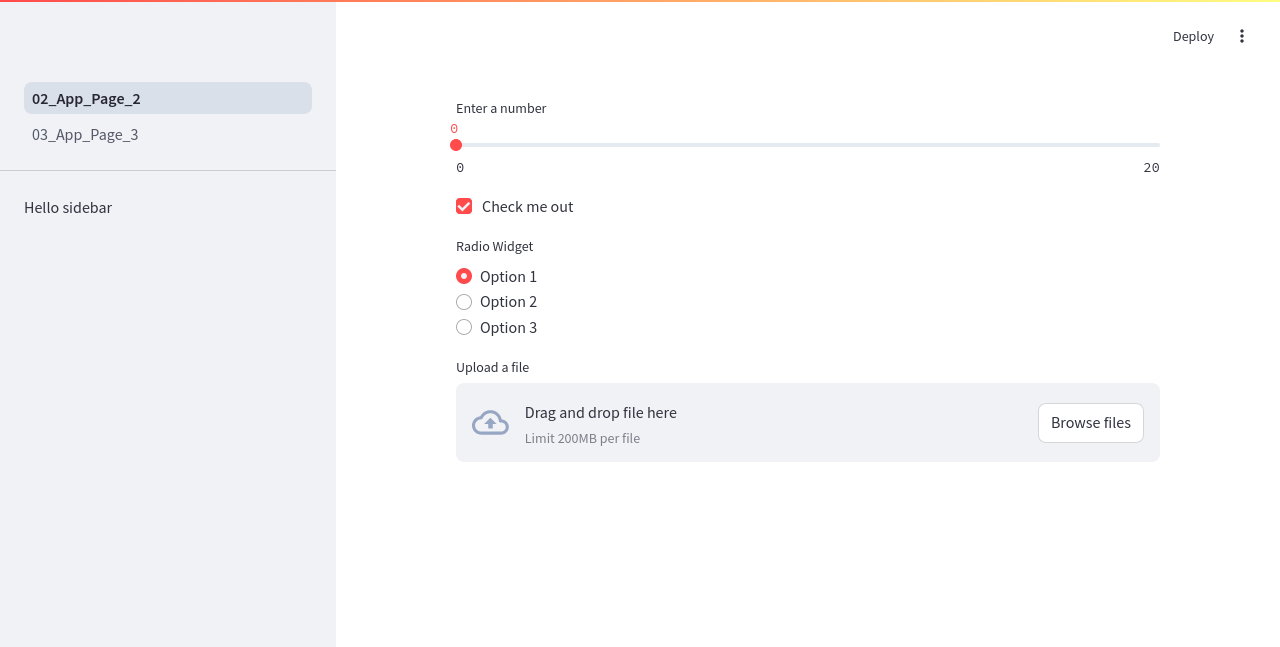 Deploy
02_App_Page_2
03_App_Page_3
Hello sidebar
Enter a number
0
0
20
Check me out
Radio Widget
Option 1
Option 2
Option 3
Upload a file
Drag and drop file here
Limit 200MB per file
Browse files